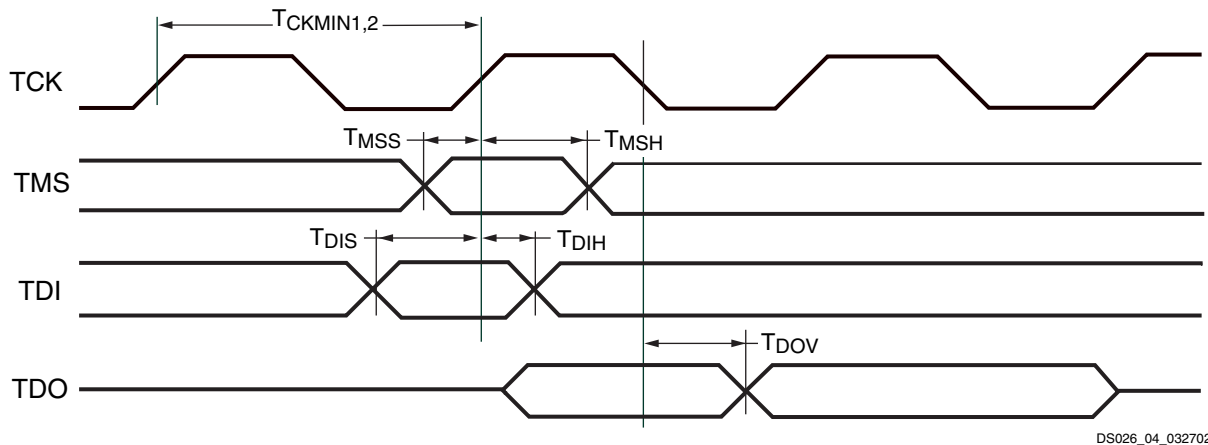 TCKMIN1,2
TCK
TMSS
TMSH
TMS
TDIS
TDIH
TDI
TDOV
TDO
DS026_04_032702